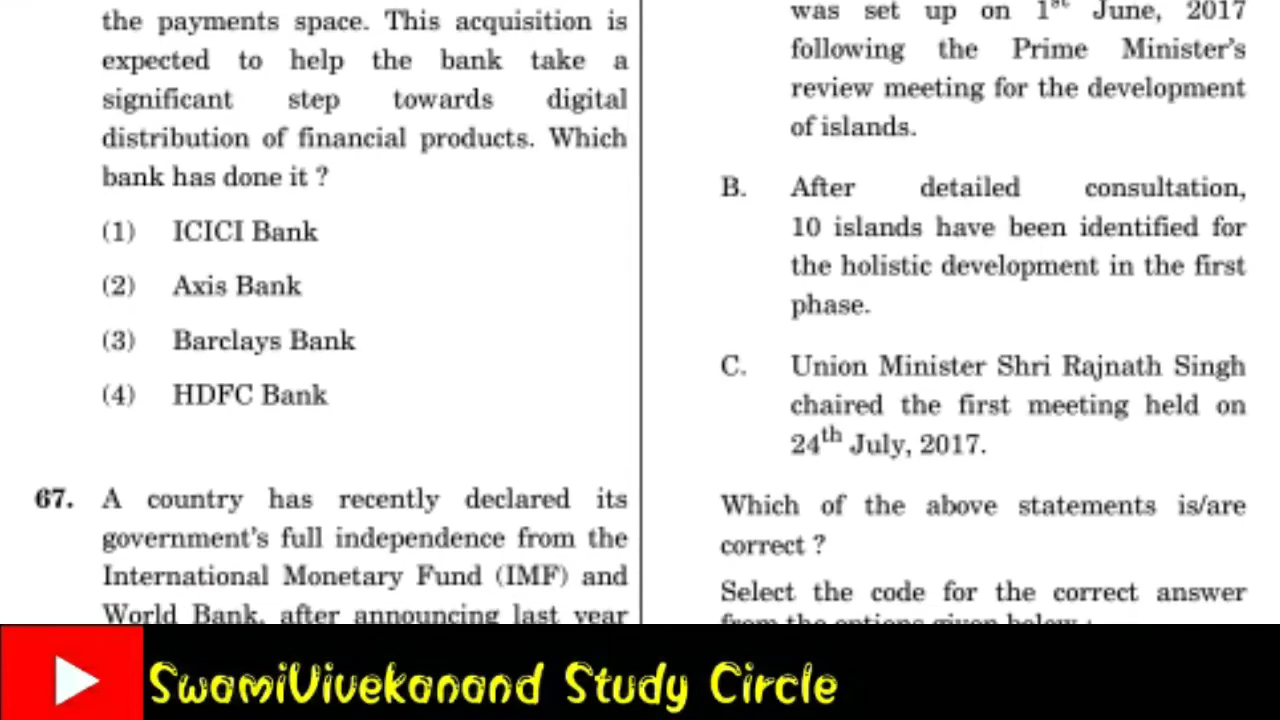 the payments space. This acquisition is
expected to help the bank take a
significant step towards digital
distribution of financial products. Which
bank has done it ?
(1) ICICI Bank
(2) Axis Bank
(3) Barclays Bank
(4) HDFC Bank
67. A country has recently declared its
government's full independence from the
International Monetary Fund (IMF) and
World Bank, after announcing last year
was set up on 1st June, 2017
following the Prime Minister's
review meeting for the development
of islands.
B. After detailed consultation,
10 islands have been identified for
the holistic development in the first
phase.
C. Union Minister Shri Rajnath Singh
chaired the first meeting held on
24th July, 2017.
Which of the above statements is/are
correct ?
Select the code for the correct answer
from the options given below :
SwamiVivekanand Study Circle